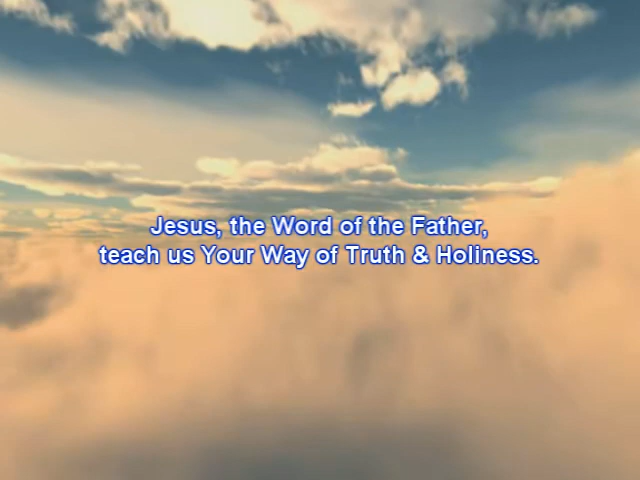 Jesus, the Word of the Father,
teach us Your Way of Truth & Holiness.